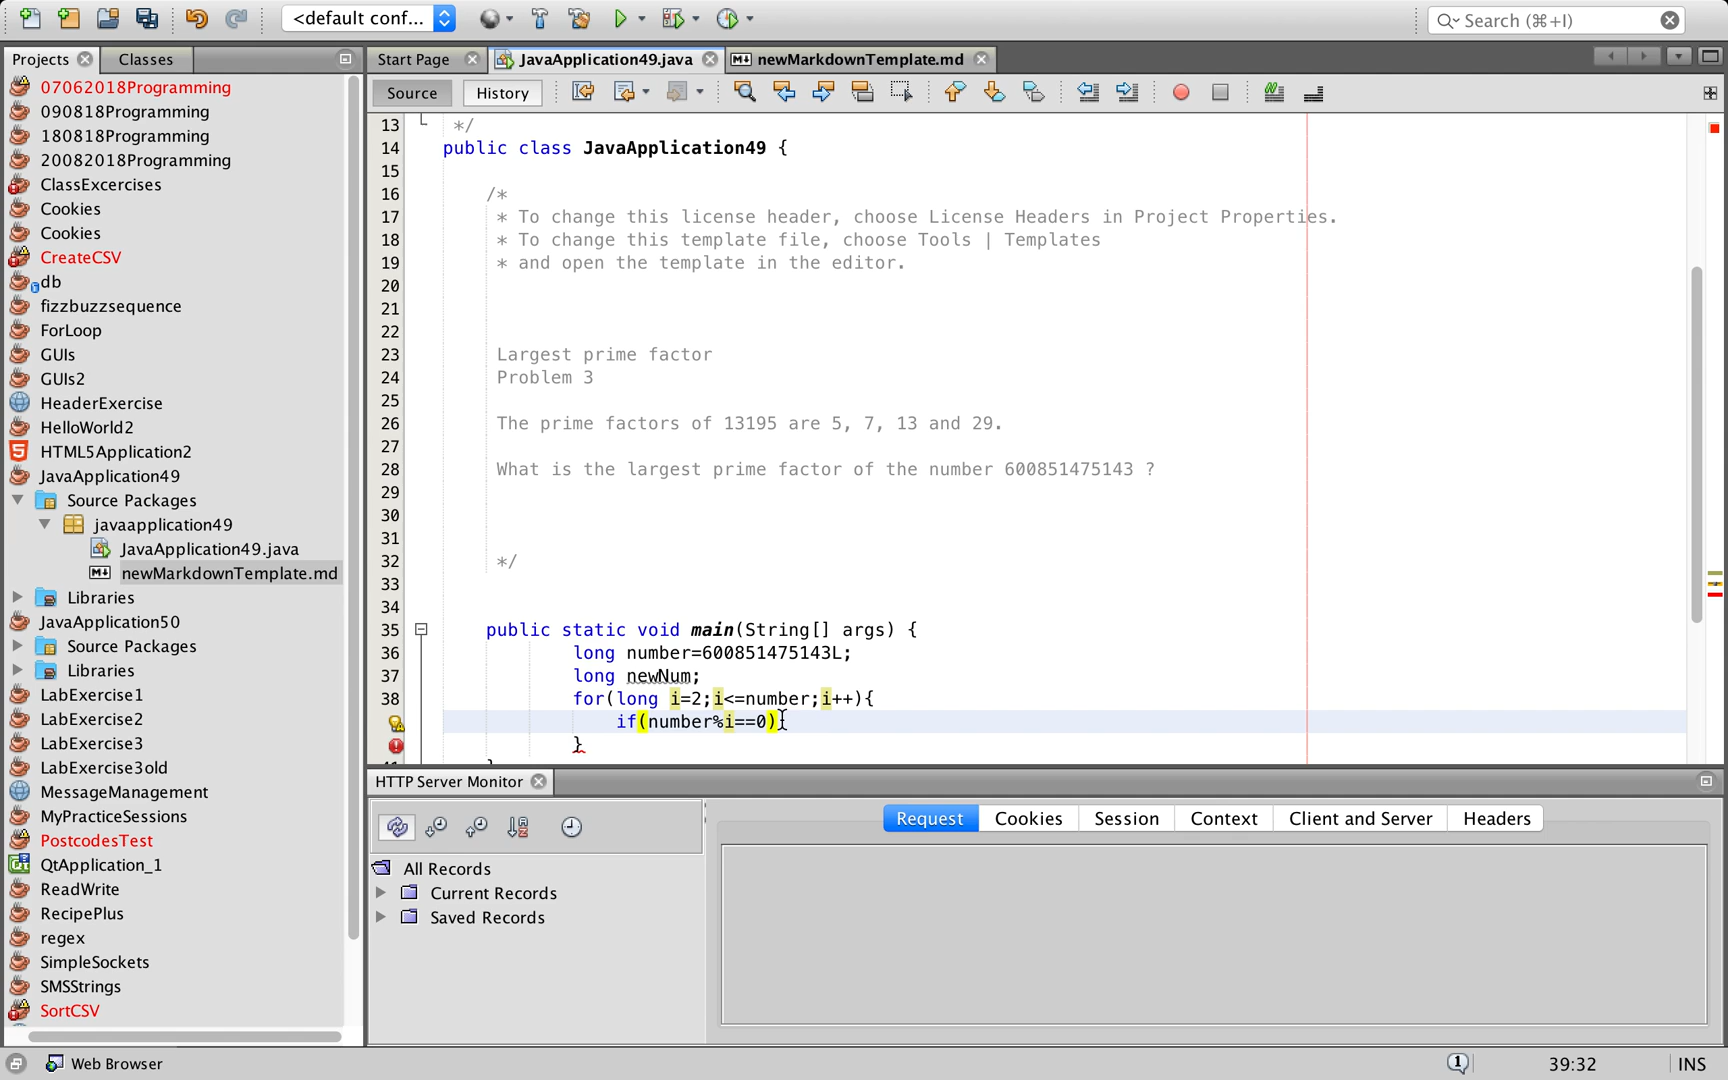 <default conf...
Search (⌘+I)
Projects
Classes
Start Page
JavaApplication49.java
newMarkdownTemplate.md
Source
History
07062018Programming
090818Programming
180818Programming
20082018Programming
ClassExcercises
Cookies
Cookies
CreateCSV
db
fizzbuzzsequence
ForLoop
GUIs
GUIs2
HeaderExercise
HelloWorld2
HTML5Application2
JavaApplication49
Source Packages
javaapplication49
JavaApplication49.java
newMarkdownTemplate.md
Libraries
JavaApplication50
Source Packages
Libraries
LabExercise1
LabExercise2
LabExercise3
LabExercise3old
MessageManagement
MyPracticeSessions
PostcodesTest
QtApplication_1
ReadWrite
RecipePlus
regex
SimpleSockets
SMSStrings
SortCSV
13 */
14 public class JavaApplication49 {
15
16 /*
17 * To change this license header, choose License Headers in Project Properties.
18 * To change this template file, choose Tools | Templates
19 * and open the template in the editor.
20
21
22
23 Largest prime factor
24 Problem 3
25
26 The prime factors of 13195 are 5, 7, 13 and 29.
27
28 What is the largest prime factor of the number 600851475143 ?
29
30
31
32 */
33
34
35 public static void main(String[] args) {
36 long number=600851475143L;
37 long newNum;
38 for(long i=2;i<=number;i++){
if(number%i==0)
}
HTTP Server Monitor
Request
Cookies
Session
Context
Client and Server
Headers
All Records
Current Records
Saved Records
Web Browser
1
39:32
INS